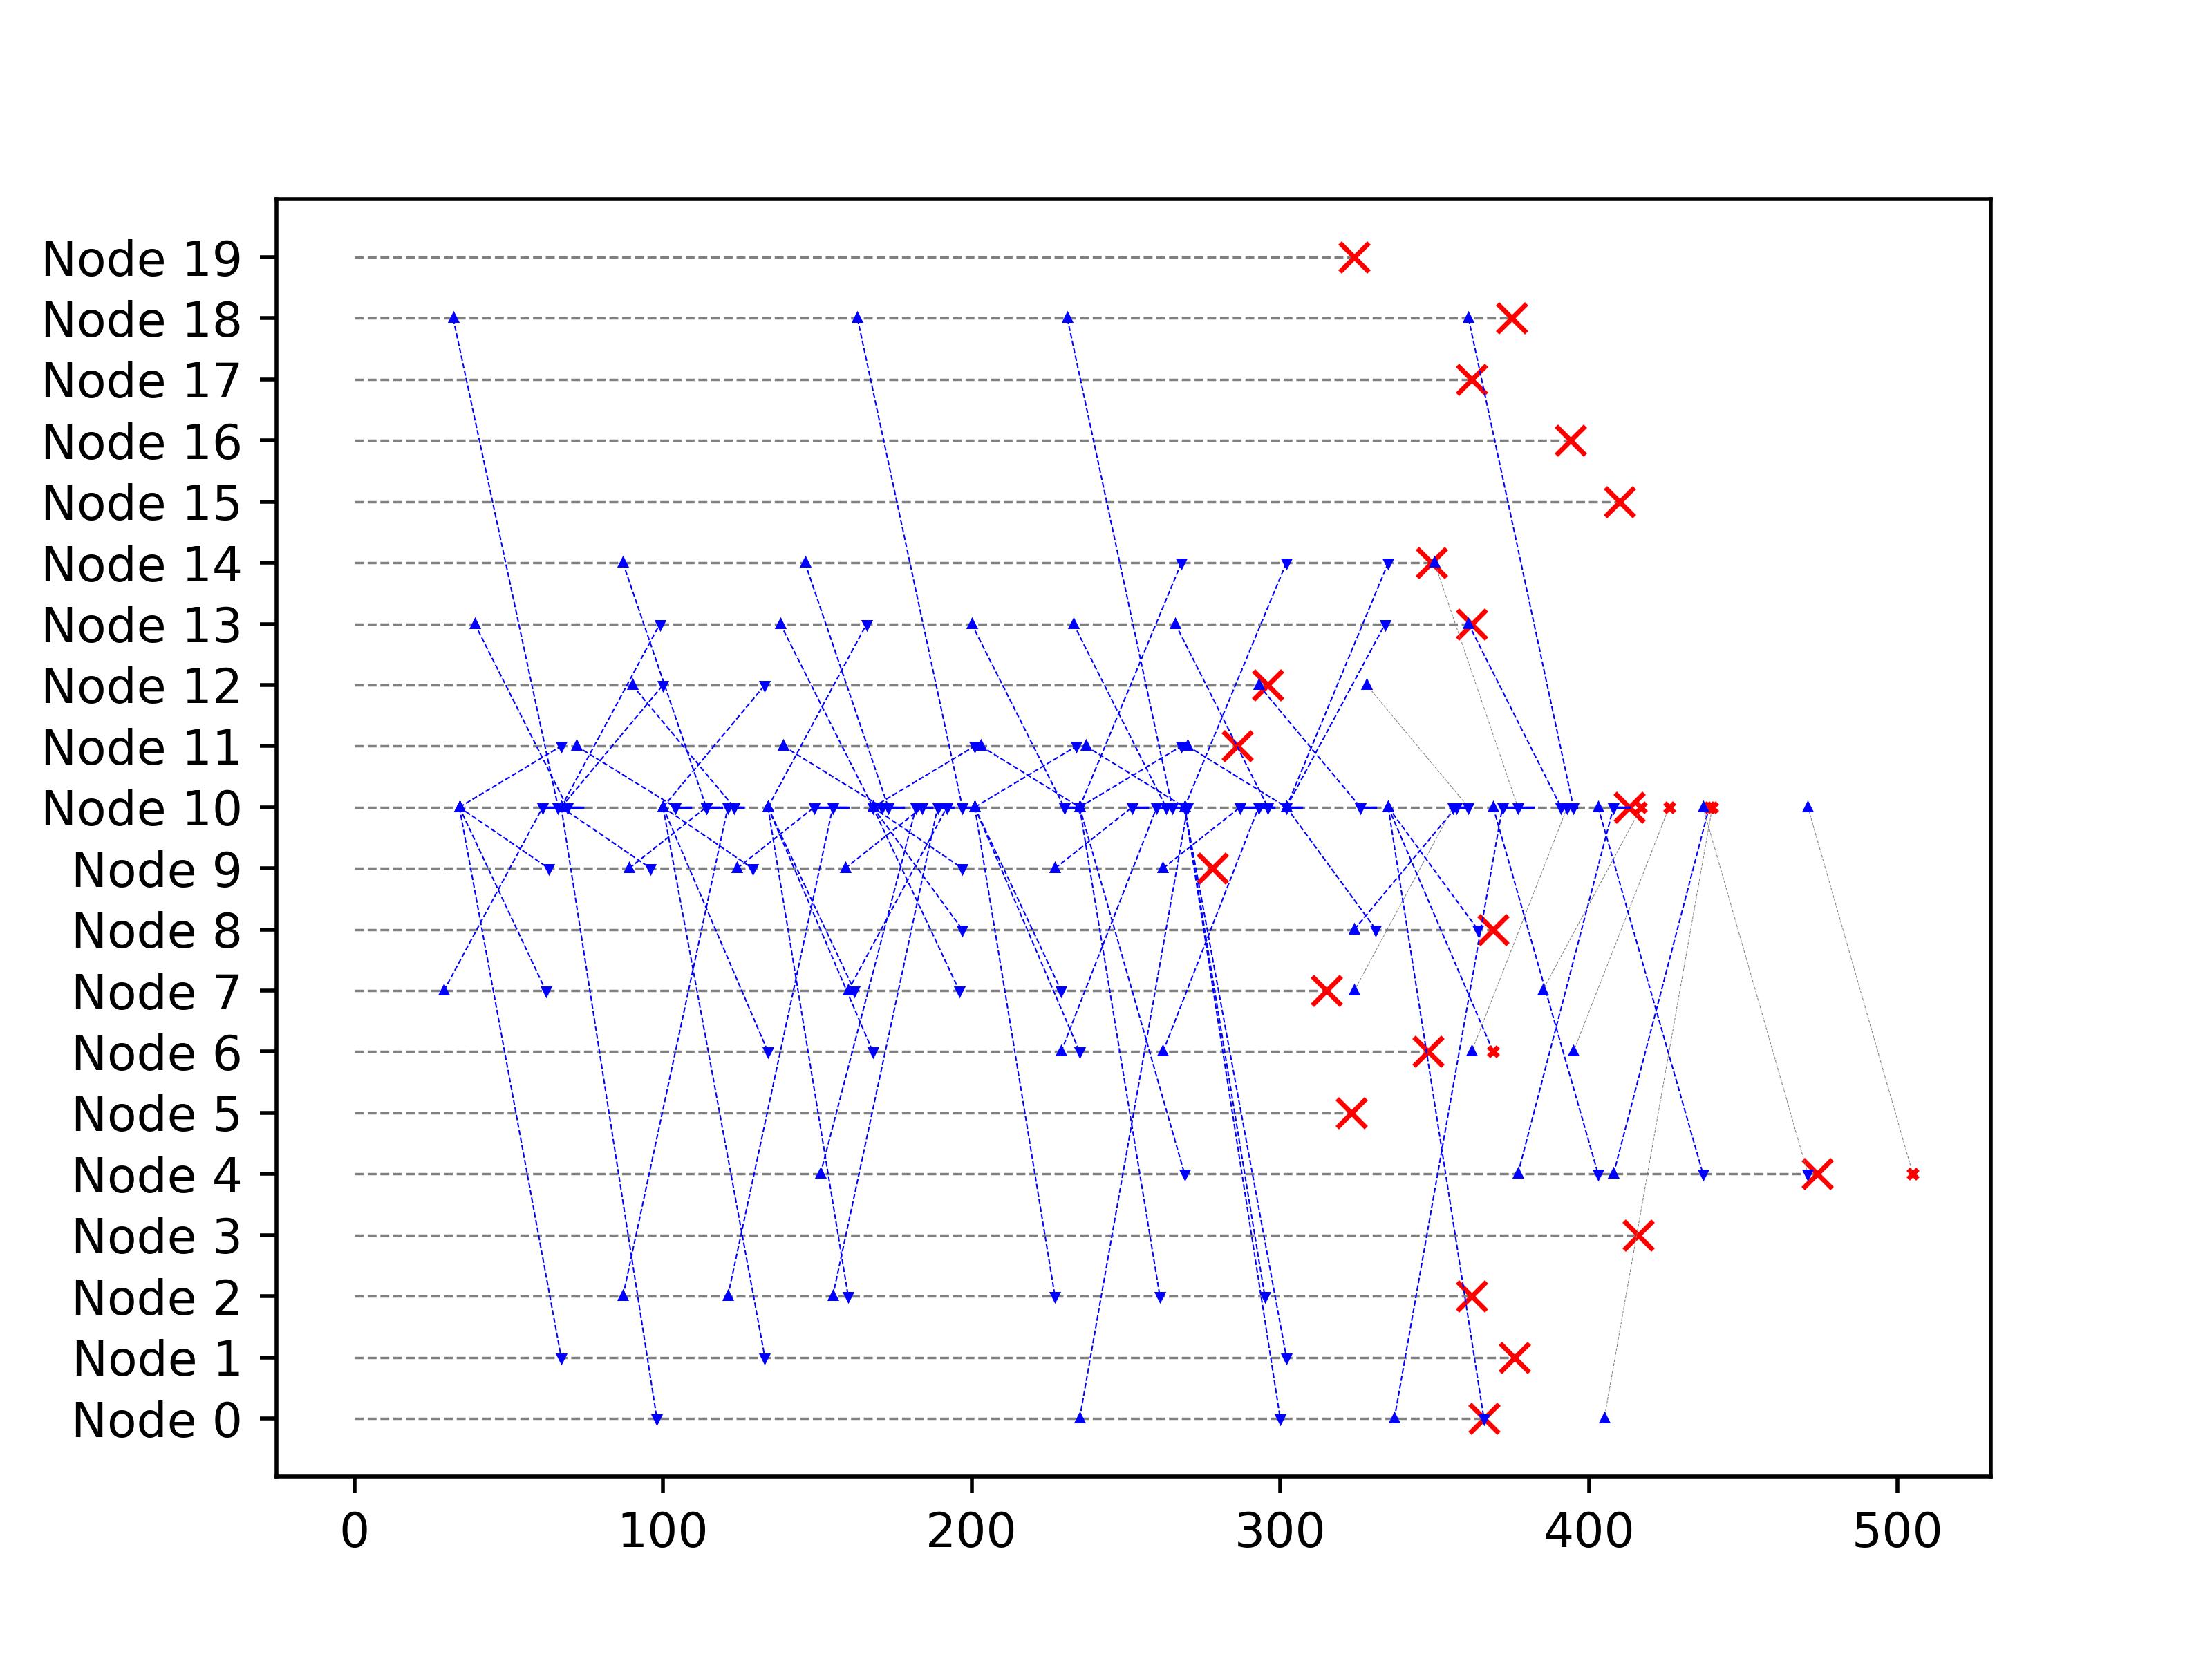 Node 19
Node 18
Node 17
Node 16
Node 15
Node 14
Node 13
Node 12
Node 11
Node 10
Node 9
Node 8
Node 7
Node 6
Node 5
Node 4
Node 3
Node 2
Node 1
Node 0
0 100 200 300 400 500